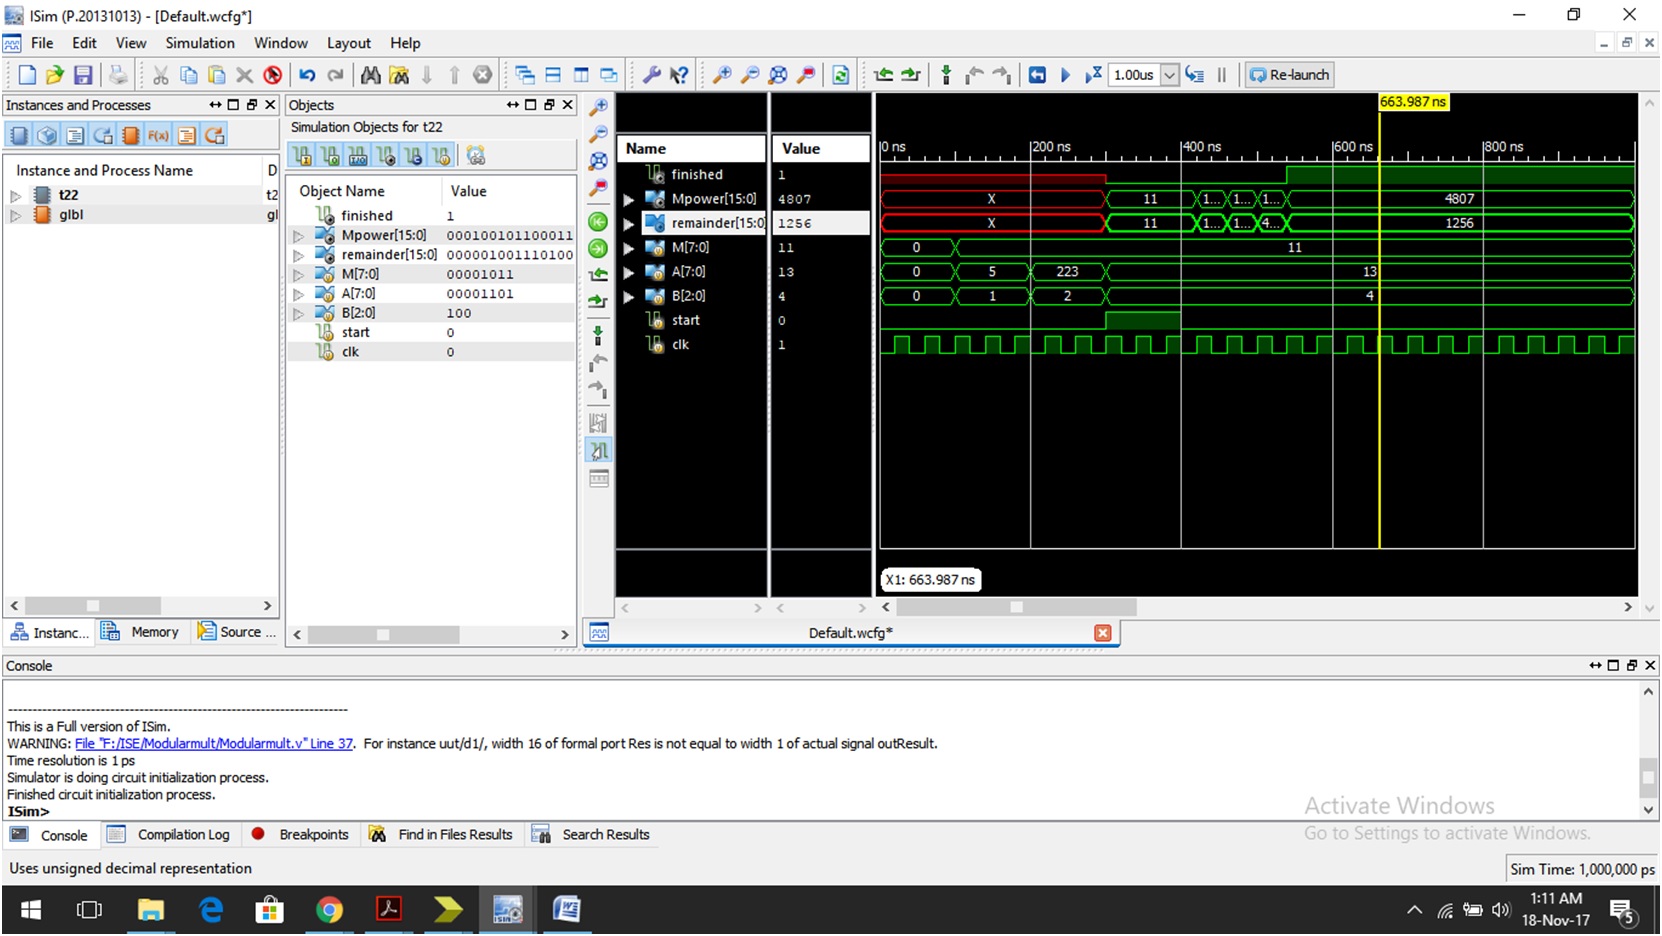 ISim (P.20131013) - [Default.wcfg*]
File Edit View Simulation Window Layout Help
1.00us Re-launch
Instances and Processes
Instance and Process Name D
t22 t2
glbl gl
Instanc... Memory Source ...
Objects
Simulation Objects for t22
Object Name Value
finished 1
Mpower[15:0] 000100101100011
remainder[15:0] 000001001110100
M[7:0] 00001011
A[7:0] 00001101
B[2:0] 100
start 0
clk 0
663.987 ns
Name Value
0 ns 200 ns 400 ns 600 ns 800 ns
finished 1
Mpower[15:0] 4807 X 11 1... 1... 1... 4807
remainder[15:0] 1256 X 11 1... 1... 4... 1256
M[7:0] 11 0 11
A[7:0] 13 0 5 223 13
B[2:0] 4 0 1 2 4
start 0
clk 1
X1: 663.987 ns
Default.wcfg*
Console
This is a Full version of ISim.
WARNING: File "F:/ISE/Modularmult/Modularmult.v" Line 37. For instance uut/d1/, width 16 of formal port Res is not equal to width 1 of actual signal outResult.
Time resolution is 1 ps
Simulator is doing circuit initialization process.
Finished circuit initialization process.
ISim>
Activate Windows
Go to Settings to activate Windows.
Console Compilation Log Breakpoints Find in Files Results Search Results
Uses unsigned decimal representation Sim Time: 1,000,000 ps
1:11 AM
18-Nov-17 5